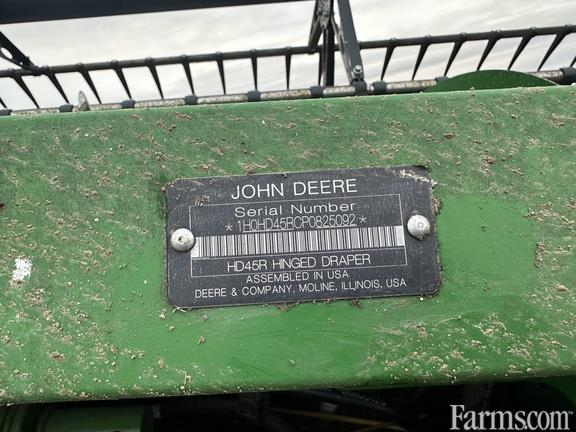 JOHN DEERE
Serial Number
*1H0HD45RCP0825092*
HD45R HINGED DRAPER
ASSEMBLED IN USA
DEERE & COMPANY, MOLINE, ILLINOIS, USA
Farms.com